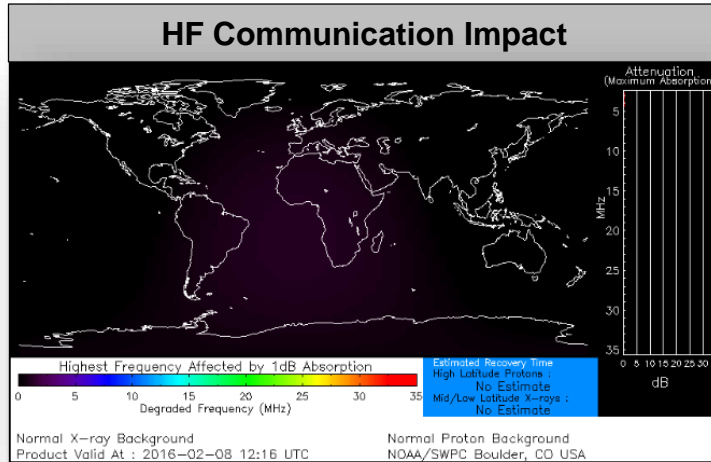 HF Communication Impact
Attenuation
(Maximum Absorption)
5
10
15
20
25
30
35
MHz
0 5 10 15 20 25 30
dB
Highest Frequency Affected by 1dB Absorption
0 5 10 15 20 25 30 35
Degraded Frequency (MHz)
Estimated Recovery Time
High Latitude Protons :
No Estimate
Mid/Low Latitude X-rays :
No Estimate
Normal X-ray Background
Normal Proton Background
Product Valid At : 2016-02-08 12:16 UTC
NOAA/SWPC Boulder, CO USA